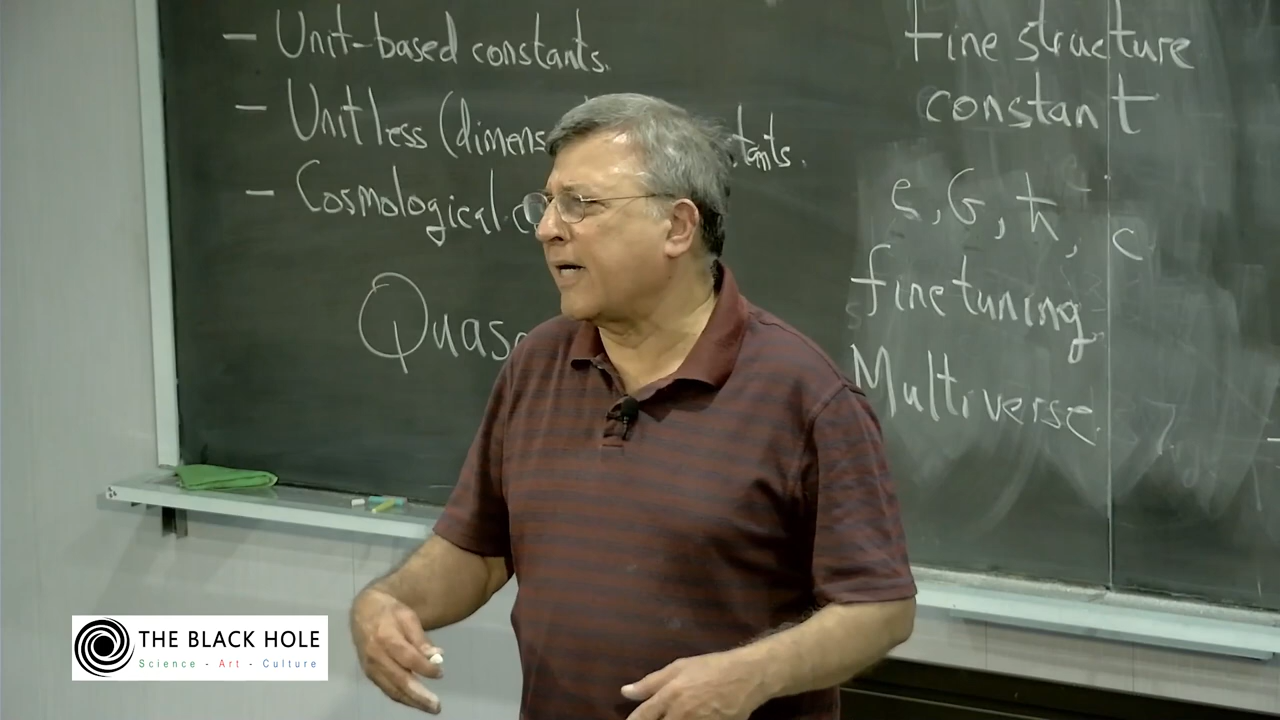 - Unit-based constants.
- Unitless (dimens tants.
- Cosmological c
Quas
Fine structure
constant
e, G, ħ, c
fine tuning
Multiverse
THE BLACK HOLE
Science - Art - Culture